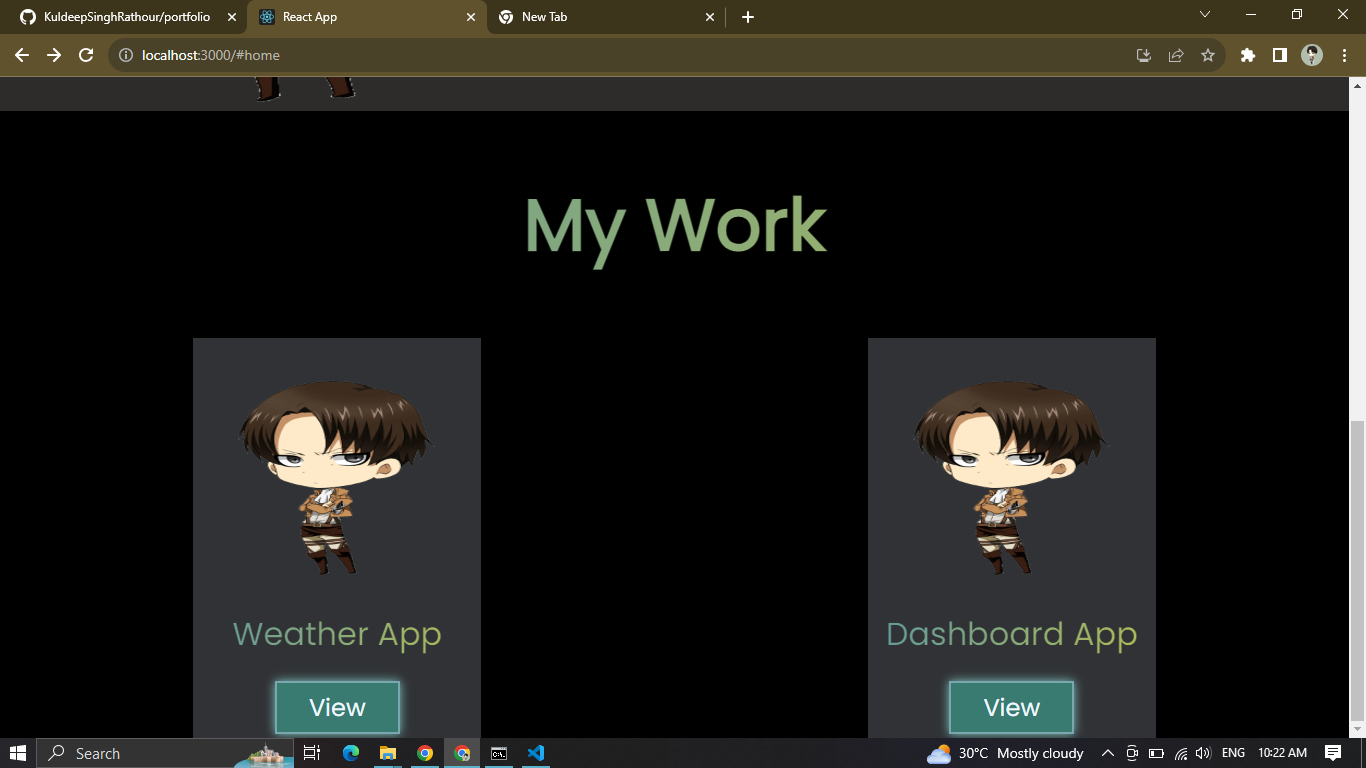 KuldeepSinghRathour/portfolio
React App
New Tab
localhost:3000/#home
My Work
Weather App
Dashboard App
View
View
Search
30°C Mostly cloudy
ENG
10:22 AM